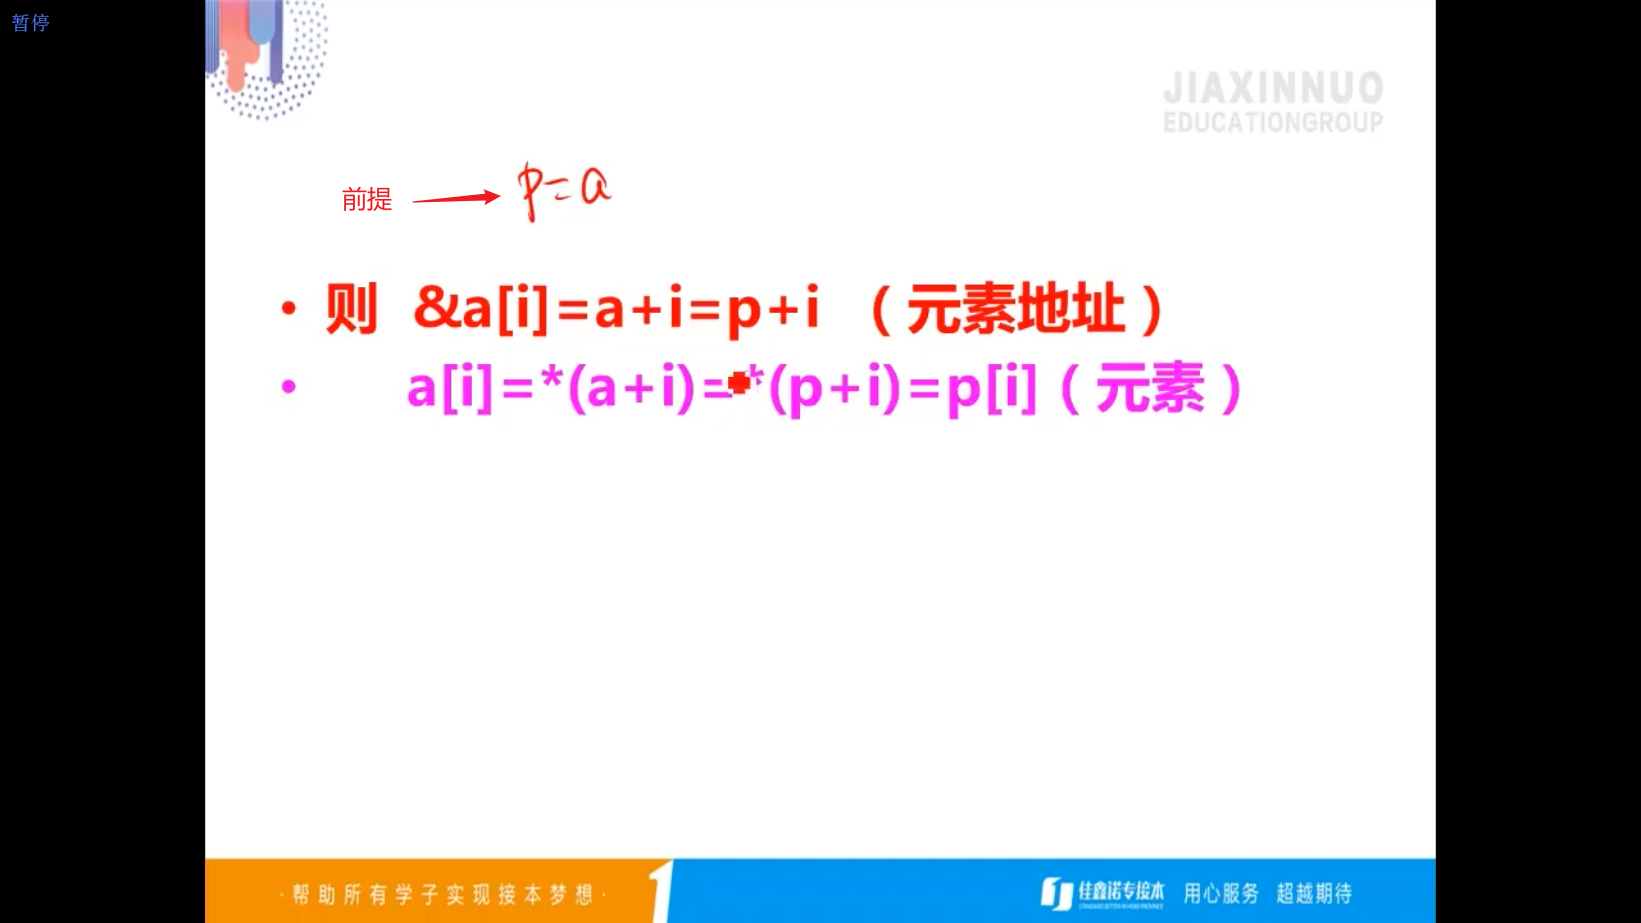 暂停
JIAXINNUO
EDUCATIONGROUP
前提 p=a
• 则 &a[i]=a+i=p+i （元素地址）
• a[i]=*(a+i)=*(p+i)=p[i]（元素）
·帮助所有学子实现接本梦想·
佳鑫诺专接本 用心服务 超越期待